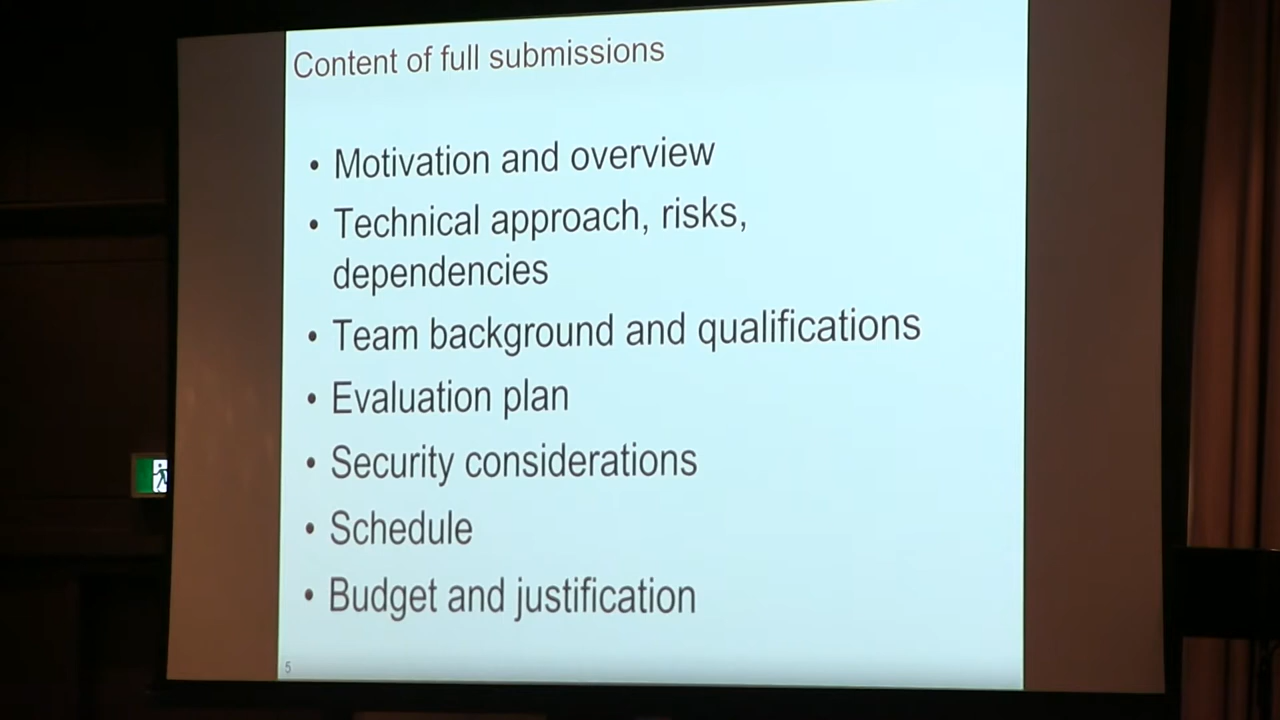 Content of full submissions
• Motivation and overview
• Technical approach, risks,
dependencies
• Team background and qualifications
• Evaluation plan
• Security considerations
• Schedule
• Budget and justification
5